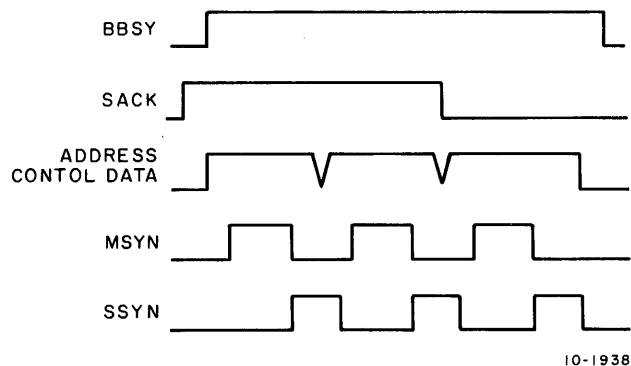 BBSY
SACK
ADDRESS
CONTOL DATA
MSYN
SSYN
10-1938